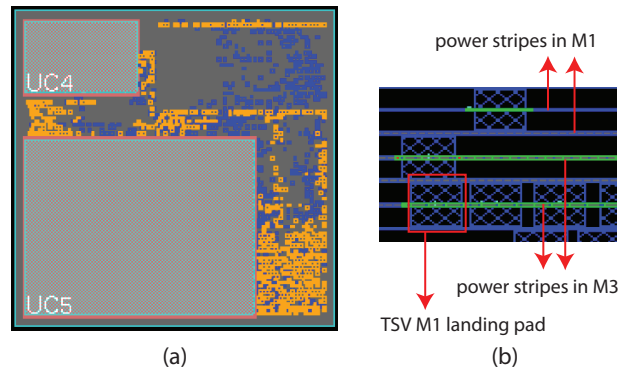 UC4
UC5
(a)
power stripes in M1
power stripes in M3
TSV M1 landing pad
(b)